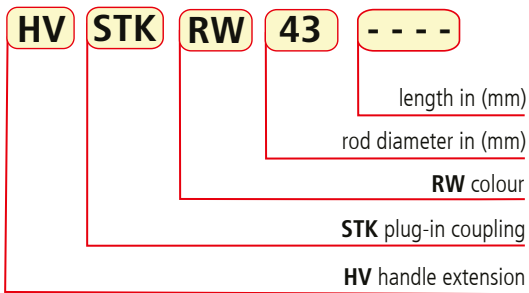 HV STK RW 43 - - - -
length in (mm)
rod diameter in (mm)
RW colour
STK plug-in coupling
HV handle extension